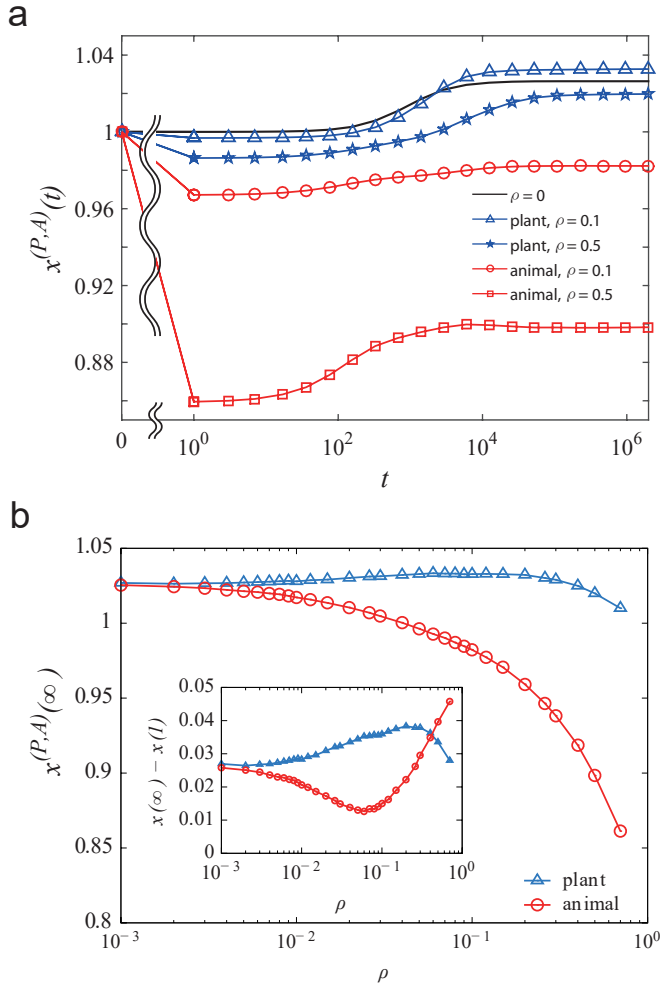 a
1.04
1
0.96
0.92
0.88
x^(P,A)(t)
ρ = 0
plant, ρ = 0.1
plant, ρ = 0.5
animal, ρ = 0.1
animal, ρ = 0.5
0 10^0 10^2 10^4 10^6
t
b
1.05
1
0.95
0.9
0.85
0.8
x^(P,A)(∞)
0.05
0.04
0.03
0.02
0.01
0
x(∞) − x(1)
10^−3 10^−2 10^−1 10^0
ρ
plant
animal
10^−3 10^−2 10^−1 10^0
ρ